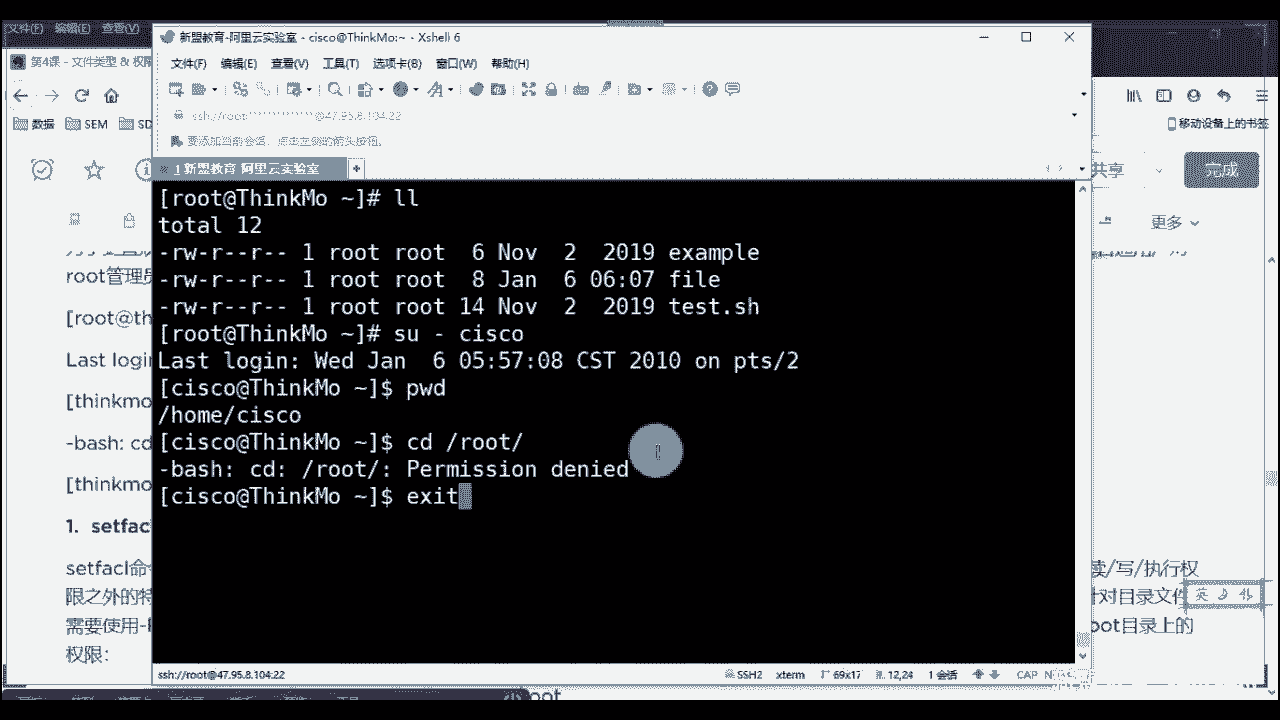 文件(F) 编辑(E) 查看(V)
新盟教育-阿里云实验室 - cisco@ThinkMo:~ - Xshell 6
第4课 - 文件类型 & 权限
文件(F) 编辑(E) 查看(V) 工具(T) 选项卡(B) 窗口(W) 帮助(H)
数据 SEM
移动设备上的书签
要添加当前会话，点击左侧的箭头按钮。
1 新盟教育 阿里云实验室
共享
完成
更多
[root@ThinkMo ~]# ll
total 12
-rw-r--r-- 1 root root  6 Nov  2  2019 example
-rw-r--r-- 1 root root  8 Jan  6 06:07 file
-rw-r--r-- 1 root root 14 Nov  2  2019 test.sh
[root@ThinkMo ~]# su - cisco
Last login: Wed Jan  6 05:57:08 CST 2010 on pts/2
[cisco@ThinkMo ~]$ pwd
/home/cisco
[cisco@ThinkMo ~]$ cd /root/
-bash: cd: /root/: Permission denied
[cisco@ThinkMo ~]$ exit
root管理员
[root@th
Last login
[thinkmo
-bash: cd
[thinkmo
1. setfac
setfacl命令
读/写/执行权
限之外的特
对目录文件
英
需要使用-
oot目录上的
权限：
ssh://root@47.95.8.104:22
SSH2 xterm 69x17 12,24 1 会话 CAP
root